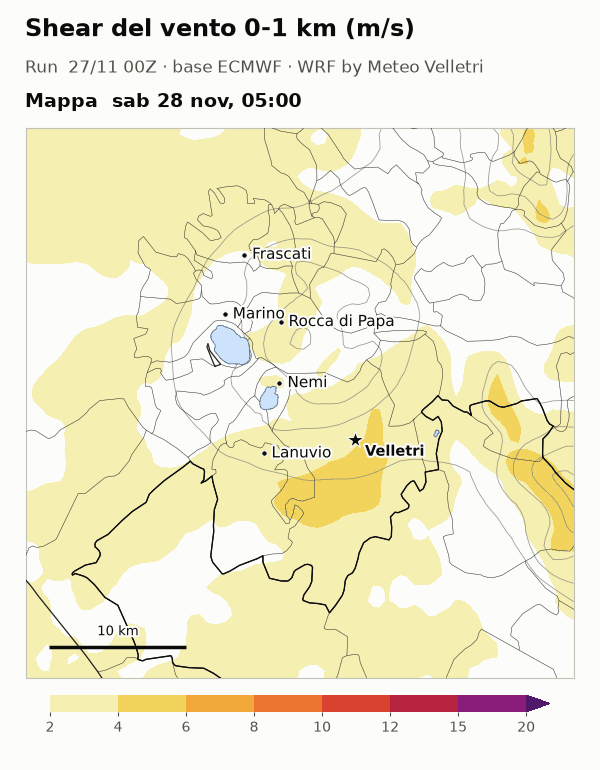 Shear del vento 0-1 km (m/s)
Run  27/11 00Z · base ECMWF · WRF by Meteo Velletri
Mappa  sab 28 nov, 05:00
Frascati
Marino
Rocca di Papa
Nemi
Velletri
Lanuvio
10 km
2 4 6 8 10 12 15 20